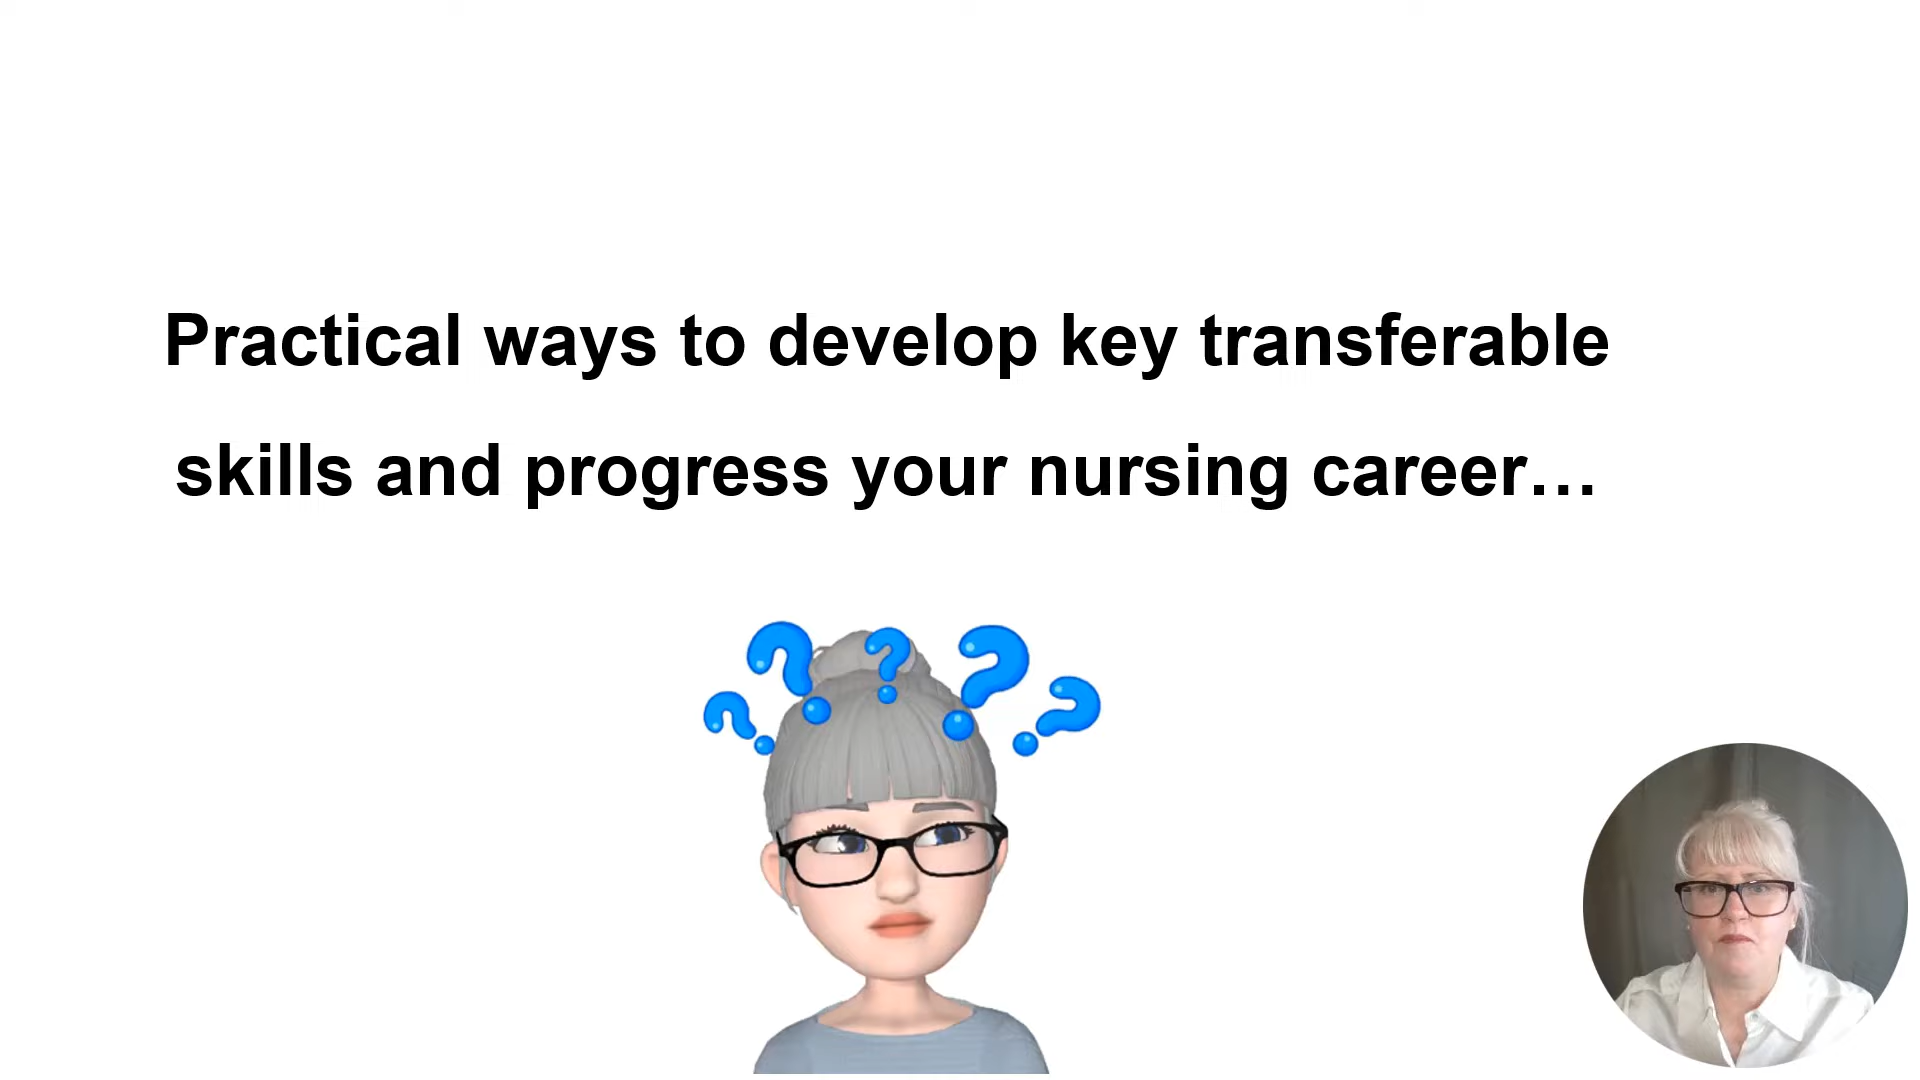 Practical ways to develop key transferable
skills and progress your nursing career…